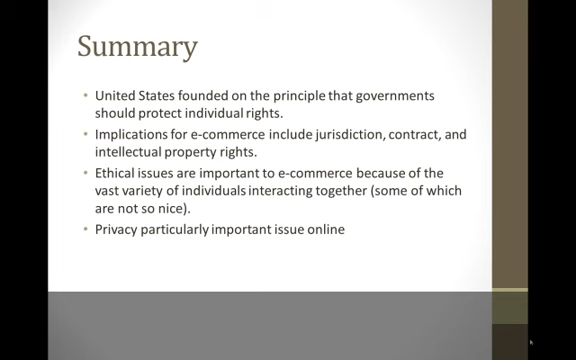 Summary
• United States founded on the principle that governments
should protect individual rights.
• Implications for e-commerce include jurisdiction, contract, and
intellectual property rights.
• Ethical issues are important to e-commerce because of the
vast variety of individuals interacting together (some of which
are not so nice).
• Privacy particularly important issue online